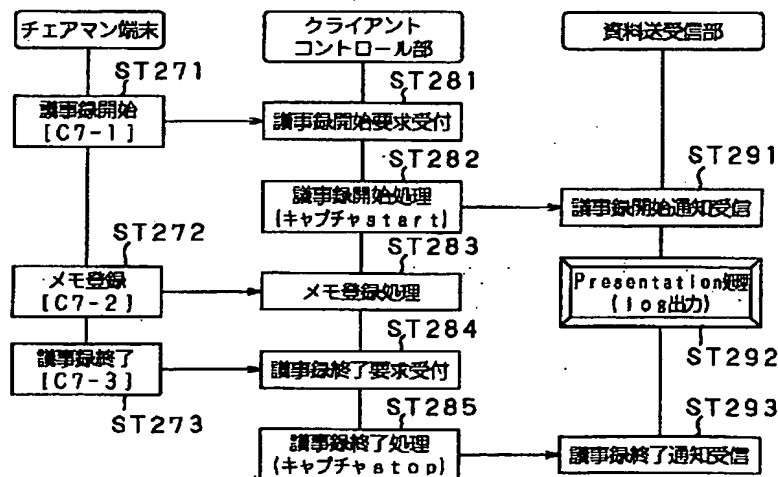 チェアマン端末
クライアント
コントロール部
資料送受信部
ST271
ST281
議事録開始
[C7-1]
議事録開始要求受付
ST282
ST291
議事録開始処理
(キャプチャstart)
議事録開始通知受信
ST272
ST283
メモ登録
[C7-2]
メモ登録処理
Presentation処理
(log出力)
ST284
議事録終了
[C7-3]
議事録終了要求受付
ST292
ST273
ST285
ST293
議事録終了処理
(キャプチャstop)
議事録終了通知受信